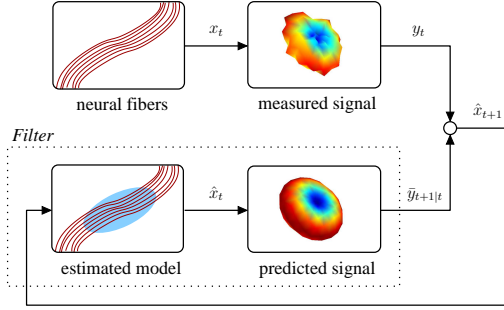 x_t
y_t
neural fibers
measured signal
x̂_{t+1}
Filter
x̂_t
ȳ_{t+1|t}
estimated model
predicted signal